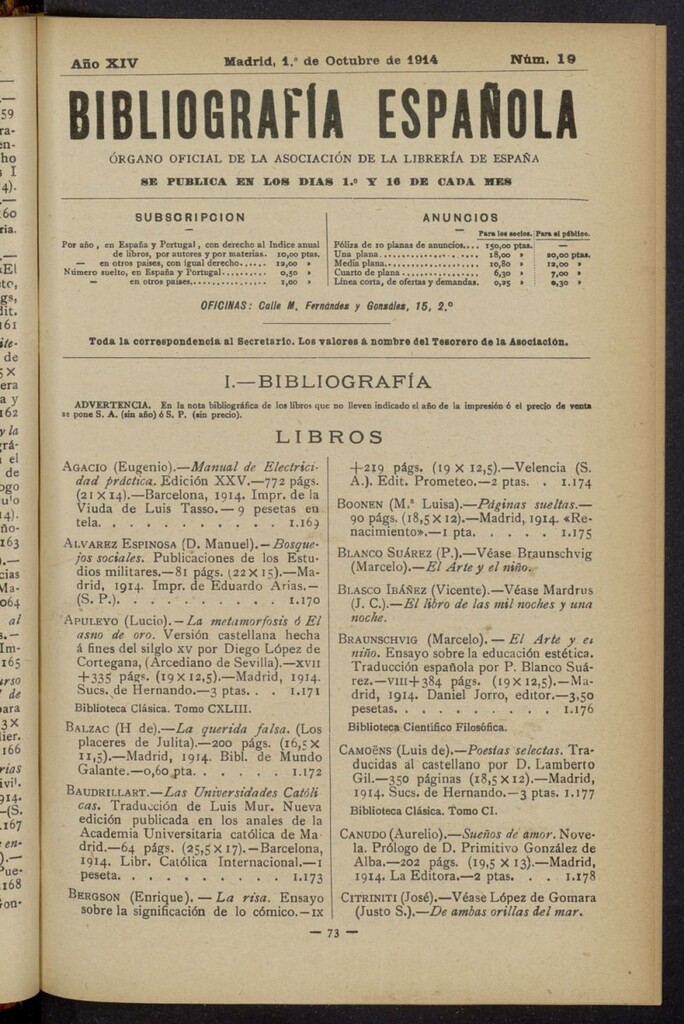 Año XIV Madrid, 1.º de Octubre de 1914 Núm. 19
BIBLIOGRAFÍA ESPAÑOLA
ÓRGANO OFICIAL DE LA ASOCIACIÓN DE LA LIBRERÍA DE ESPAÑA
SE PUBLICA EN LOS DIAS 1.º Y 16 DE CADA MES
SUBSCRIPCION
Por año, en España y Portugal, con derecho al Indice anual
de libros, por autores y por materias. 10,00 ptas.
— en otros paises, con igual derecho...... 12,00 »
Número suelto, en España y Portugal.......... 0,50 »
— en otros paises............... 1,00 »
ANUNCIOS
Para los socios. Para el público.
Póliza de 10 planas de anuncios.... 150,00 ptas. —
Una plana........................ 18,00 » 20,00 ptas.
Media plana...................... 10,80 » 12,00 »
Cuarto de plana.................. 6,30 » 7,00 »
Línea corta, de ofertas y demandas. 0,25 » 0,30 »
OFICINAS: Calle M. Fernández y González, 15, 2.º
Toda la correspondencia al Secretario. Los valores á nombre del Tesorero de la Asociación.
I.—BIBLIOGRAFÍA
ADVERTENCIA. En la nota bibliográfica de los libros que no lleven indicado el año de la impresión ó el precio de venta
se pone S. A. (sin año) ó S. P. (sin precio).
LIBROS
AGACIO (Eugenio).—Manual de Electrici-
dad práctica. Edición XXV.—772 págs.
(21 X 14).—Barcelona, 1914. Impr. de la
Viuda de Luis Tasso.—9 pesetas en
tela. . . . . . . . . . . 1.169
ALVAREZ ESPINOSA (D. Manuel).—Bosque-
jos sociales. Publicaciones de los Estu-
dios militares.—81 págs. (22 X 15).—Ma-
drid, 1914. Impr. de Eduardo Arias.—
(S. P.). . . . . . . . . . 1.170
APULEYO (Lucio).—La metamorfosis ó El
asno de oro. Versión castellana hecha
á fines del silglo XV por Diego López de
Cortegana, (Arcediano de Sevilla).—XVII
+335 págs. (19 X 12,5).—Madrid, 1914.
Sucs. de Hernando.—3 ptas. . . 1.171
Biblioteca Clásica. Tomo CXLIII.
BALZAC (H de).—La querida falsa. (Los
placeres de Julita).—200 págs. (16,5 X
11,5).—Madrid, 1914. Bibl. de Mundo
Galante.—0,60 pta. . . . . . 1.172
BAUDRILLART.—Las Universidades Católi
cas. Traducción de Luis Mur. Nueva
edición publicada en los anales de la
Academia Universitaria católica de Ma
drid.—64 págs. (25,5 X 17).—Barcelona,
1914. Libr. Católica Internacional.—1
peseta. . . . . . . . . . 1.173
BERGSON (Enrique).—La risa. Ensayo
sobre la significación de lo cómico.—IX
+219 págs. (19 X 12,5).—Velencia (S.
A.). Edit. Prometeo.—2 ptas. . 1.174
BOONEN (M.ª Luisa).—Páginas sueltas.—
90 págs. (18,5 X 12).—Madrid, 1914. «Re-
nacimiento».—1 pta. . . . . 1.175
BLANCO SUÁREZ (P.).—Véase Braunschvig
(Marcelo).—El Arte y el niño.
BLASCO IBÁÑEZ (Vicente).—Véase Mardrus
(J. C.).—El libro de las mil noches y una
noche.
BRAUNSCHVIG (Marcelo).—El Arte y el
niño. Ensayo sobre la educación estética.
Traducción española por P. Blanco Suá-
rez.—VIII+384 págs. (19 X 12,5).—Ma-
drid, 1914. Daniel Jorro, editor.—3,50
pesetas. . . . . . . . . . 1.176
Biblioteca Científico Filosófica.
CAMOËNS (Luis de).—Poesías selectas. Tra-
ducidas al castellano por D. Lamberto
Gil.—350 páginas (18,5 X 12).—Madrid,
1914. Sucs. de Hernando.—3 ptas. 1.177
Biblioteca Clásica. Tomo CI.
CANUDO (Aurelio).—Sueños de amor. Nove-
la. Prólogo de D. Primitivo González de
Alba.—202 págs. (19,5 X 13).—Madrid,
1914. La Editora.—2 ptas. . . 1.178
CITRINITI (José).—Véase López de Gomara
(Justo S.).—De ambas orillas del mar.
— 73 —